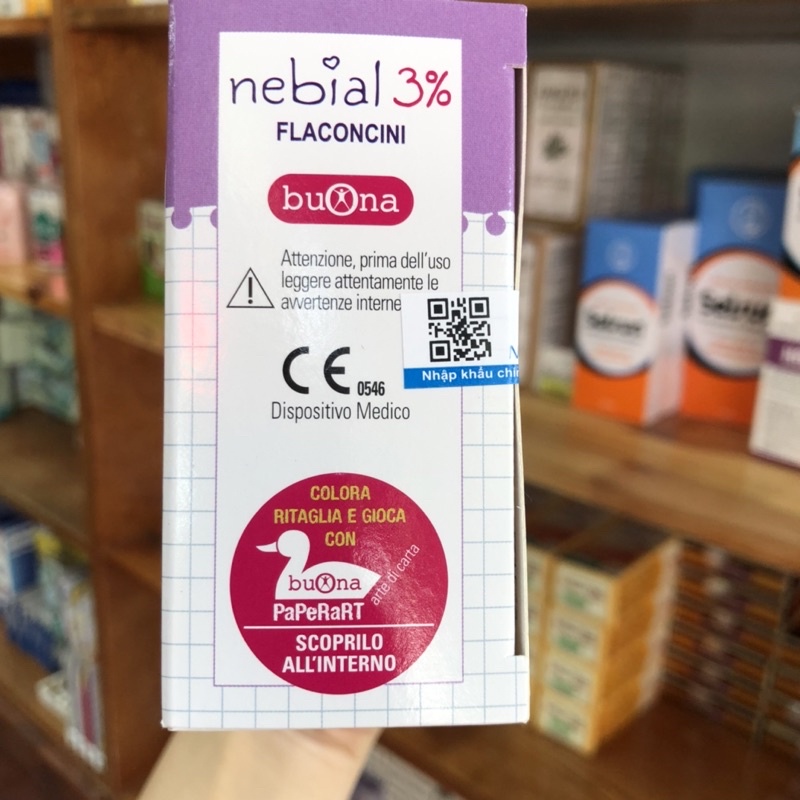 nebial 3%
FLACONCINI
buona
Attenzione, prima dell'uso
leggere attentamente le
avvertenze interne
N
Nhập khẩu chí
CE 0546
Dispositivo Medico
COLORA
RITAGLIA E GIOCA
CON
buona
arte di carta
PaPeRaRT
SCOPRILO
ALL'INTERNO